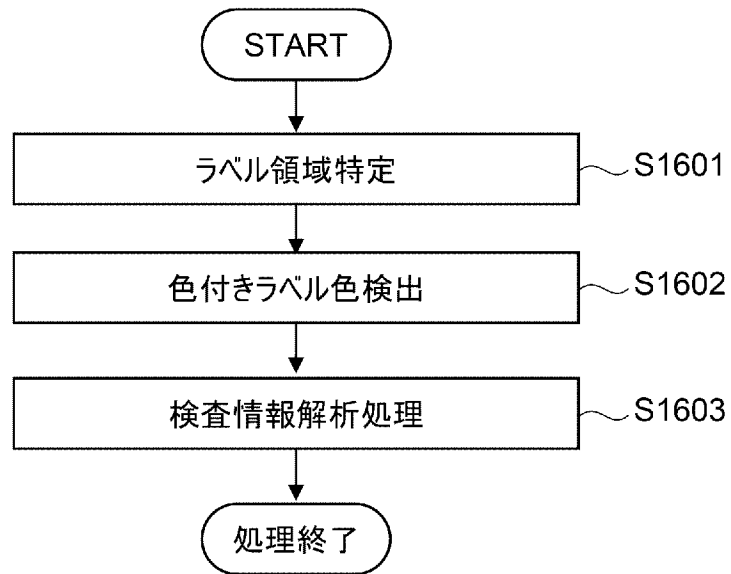 START
ラベル領域特定
S1601
色付きラベル色検出
S1602
検査情報解析処理
S1603
処理終了